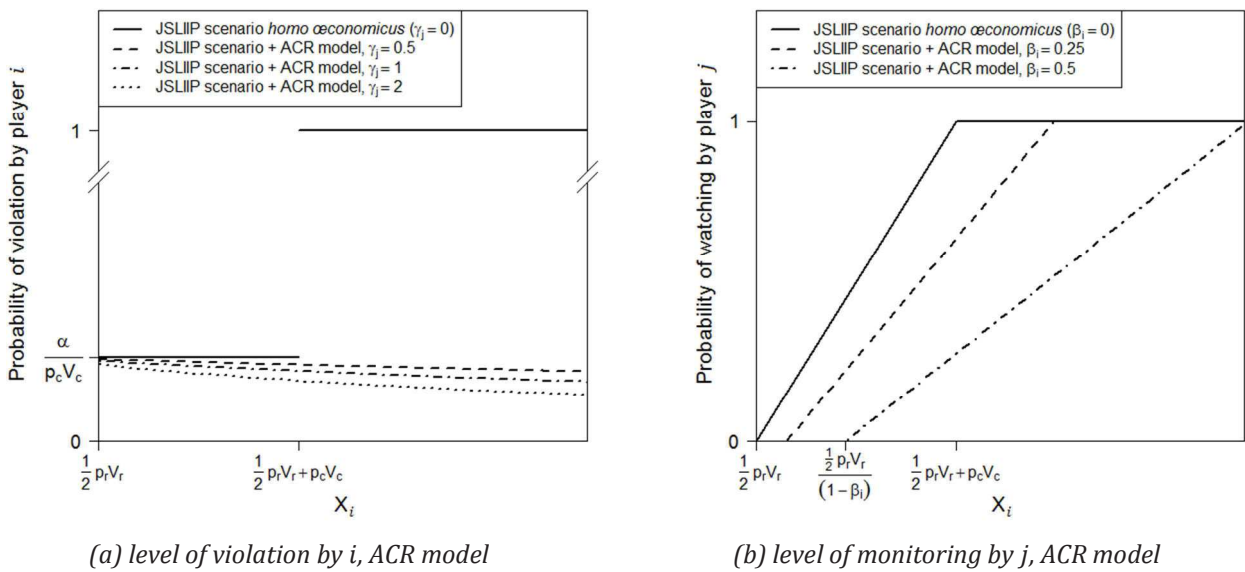 JSLIIP scenario homo œconomicus (γj = 0)
JSLIIP scenario + ACR model, γj = 0.5
JSLIIP scenario + ACR model, γj = 1
JSLIIP scenario + ACR model, γj = 2
Probability of violation by player i
1
α
pcVc
0
1/2 prVr
1/2 prVr + pcVc
Xi
(a) level of violation by i, ACR model
JSLIIP scenario homo œconomicus (βi = 0)
JSLIIP scenario + ACR model, βi = 0.25
JSLIIP scenario + ACR model, βi = 0.5
Probability of watching by player j
1
0
1/2 prVr
1/2 prVr
(1 − βi)
1/2 prVr + pcVc
Xi
(b) level of monitoring by j, ACR model